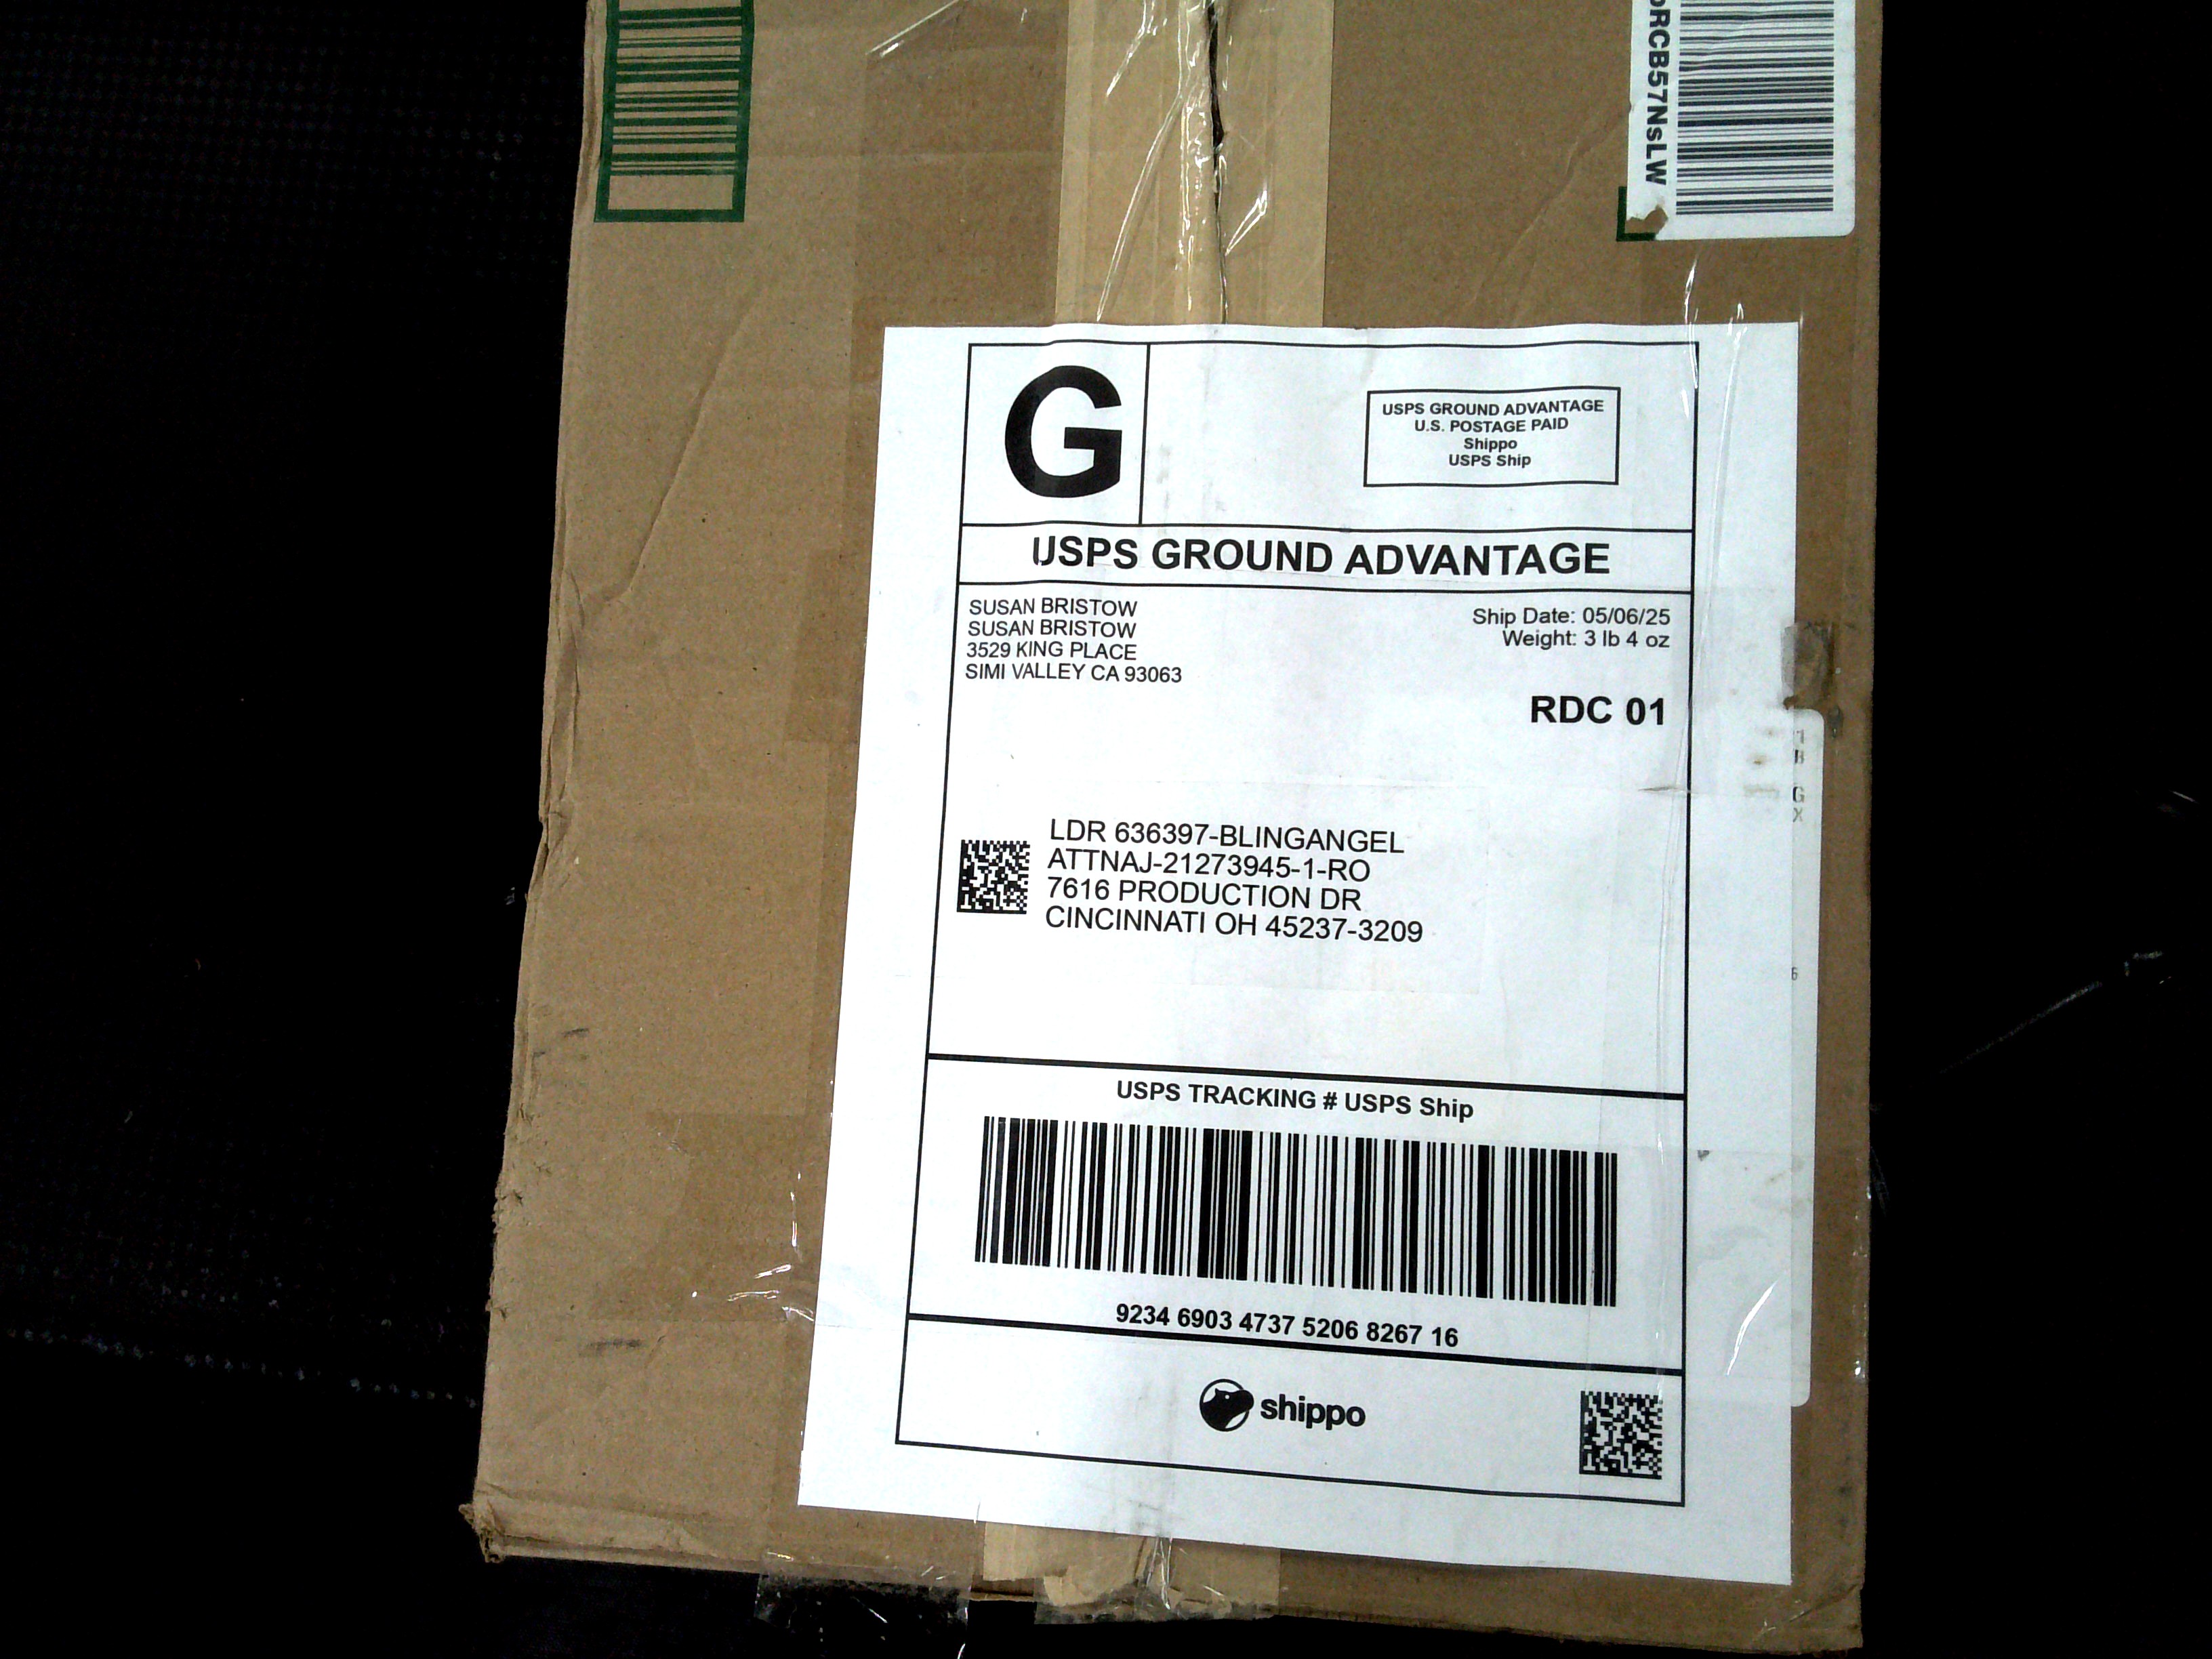 RCB57NsLW
G
USPS GROUND ADVANTAGE
U.S. POSTAGE PAID
Shippo
USPS Ship
USPS GROUND ADVANTAGE
SUSAN BRISTOW
SUSAN BRISTOW
3529 KING PLACE
SIMI VALLEY CA 93063
Ship Date: 05/06/25
Weight: 3 lb 4 oz
RDC 01
LDR 636397-BLINGANGEL
ATTNAJ-21273945-1-RO
7616 PRODUCTION DR
CINCINNATI OH 45237-3209
G
X
USPS TRACKING # USPS Ship
9234 6903 4737 5206 8267 16
shippo